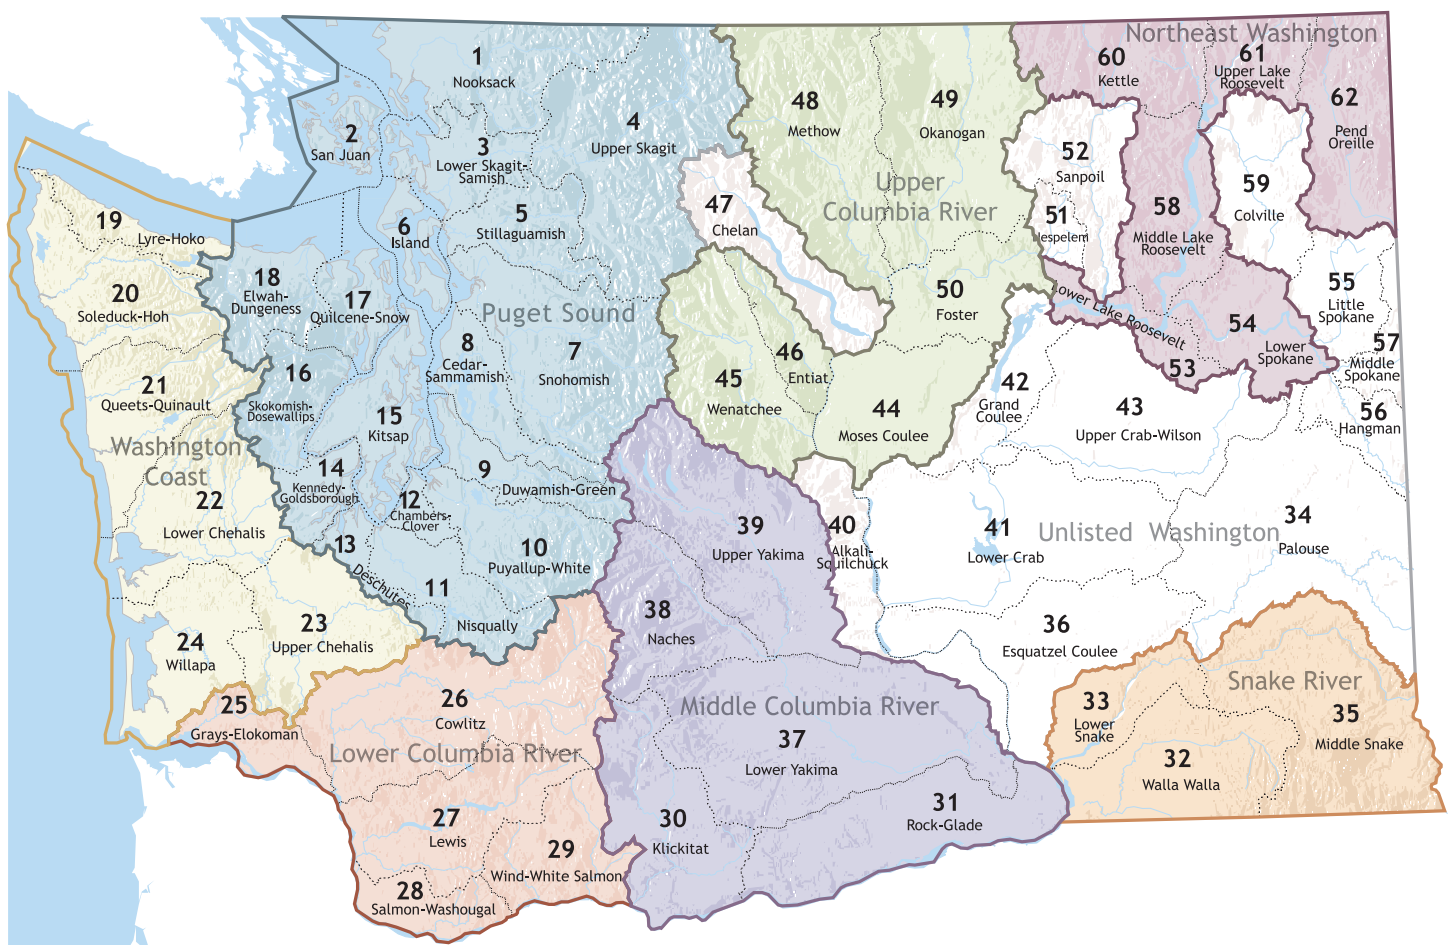 Northeast Washington
1
Nooksack
2
San Juan
3
Lower Skagit-
Samish
4
Upper Skagit
48
Methow
49
Okanogan
60
Kettle
61
Upper Lake
Roosevelt
62
Pend
Oreille
52
Sanpoil
59
Colville
51
Nespelem
58
Middle Lake
Roosevelt
47
Chelan
Upper
Columbia River
5
Stillaguamish
6
Island
19
Lyre-Hoko
20
Soleduck-Hoh
18
Elwah-
Dungeness
17
Quilcene-Snow
Puget Sound
8
Cedar-
Sammamish
7
Snohomish
50
Foster
Lower Lake Roosevelt
53
54
Lower
Spokane
55
Little
Spokane
57
Middle
Spokane
56
Hangman
46
Entiat
45
Wenatchee
44
Moses Coulee
42
Grand
Coulee
43
Upper Crab-Wilson
21
Queets-Quinault
16
Skokomish-
Dosewallips
15
Kitsap
Washington
Coast
14
Kennedy-
Goldsborough
9
Duwamish-Green
12
Chambers-
Clover
22
Lower Chehalis
13
Deschutes
10
Puyallup-White
11
Nisqually
39
Upper Yakima
40
Alkali-
Squilchuck
41
Lower Crab
Unlisted Washington
34
Palouse
38
Naches
36
Esquatzel Coulee
24
Willapa
23
Upper Chehalis
25
Grays-Elokoman
26
Cowlitz
Lower Columbia River
Middle Columbia River
37
Lower Yakima
33
Lower
Snake
Snake River
35
Middle Snake
32
Walla Walla
27
Lewis
29
Wind-White Salmon
28
Salmon-Washougal
30
Klickitat
31
Rock-Glade